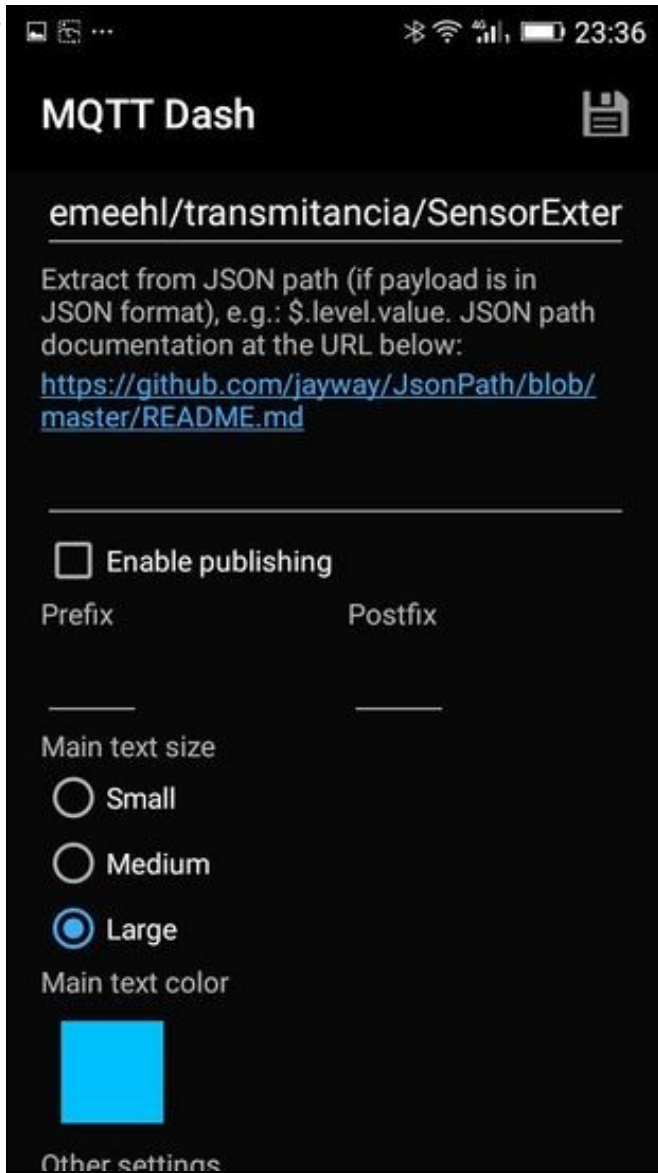 4G 23:36
MQTT Dash
emeehl/transmitancia/SensorExter
Extract from JSON path (if payload is in
JSON format), e.g.: $.level.value. JSON path
documentation at the URL below:
https://github.com/jayway/JsonPath/blob/
master/README.md
Enable publishing
Prefix Postfix
Main text size
Small
Medium
Large
Main text color
Other settings